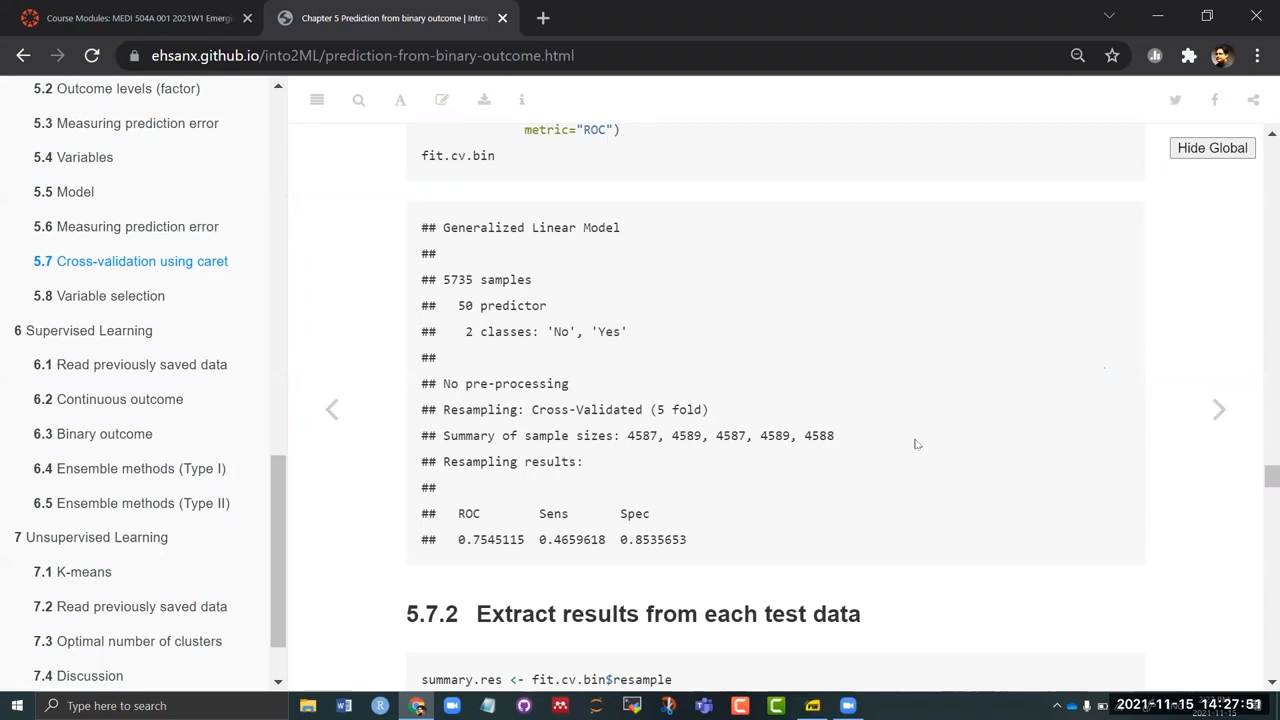 Course Modules: MEDI 504A 001 2021W1 Emergi
Chapter 5 Prediction from binary outcome | Intro
ehsanx.github.io/into2ML/prediction-from-binary-outcome.html
5.2 Outcome levels (factor)
5.3 Measuring prediction error
5.4 Variables
5.5 Model
5.6 Measuring prediction error
5.7 Cross-validation using caret
5.8 Variable selection
6 Supervised Learning
6.1 Read previously saved data
6.2 Continuous outcome
6.3 Binary outcome
6.4 Ensemble methods (Type I)
6.5 Ensemble methods (Type II)
7 Unsupervised Learning
7.1 K-means
7.2 Read previously saved data
7.3 Optimal number of clusters
7.4 Discussion
Hide Global
metric="ROC")
fit.cv.bin
## Generalized Linear Model
##
## 5735 samples
##   50 predictor
##    2 classes: 'No', 'Yes'
##
## No pre-processing
## Resampling: Cross-Validated (5 fold)
## Summary of sample sizes: 4587, 4589, 4587, 4589, 4588
## Resampling results:
##
##   ROC        Sens       Spec
##   0.7545115  0.4659618  0.8535653
5.7.2 Extract results from each test data
summary.res <- fit.cv.bin$resample
Type here to search
2021-11-15 14:27:51